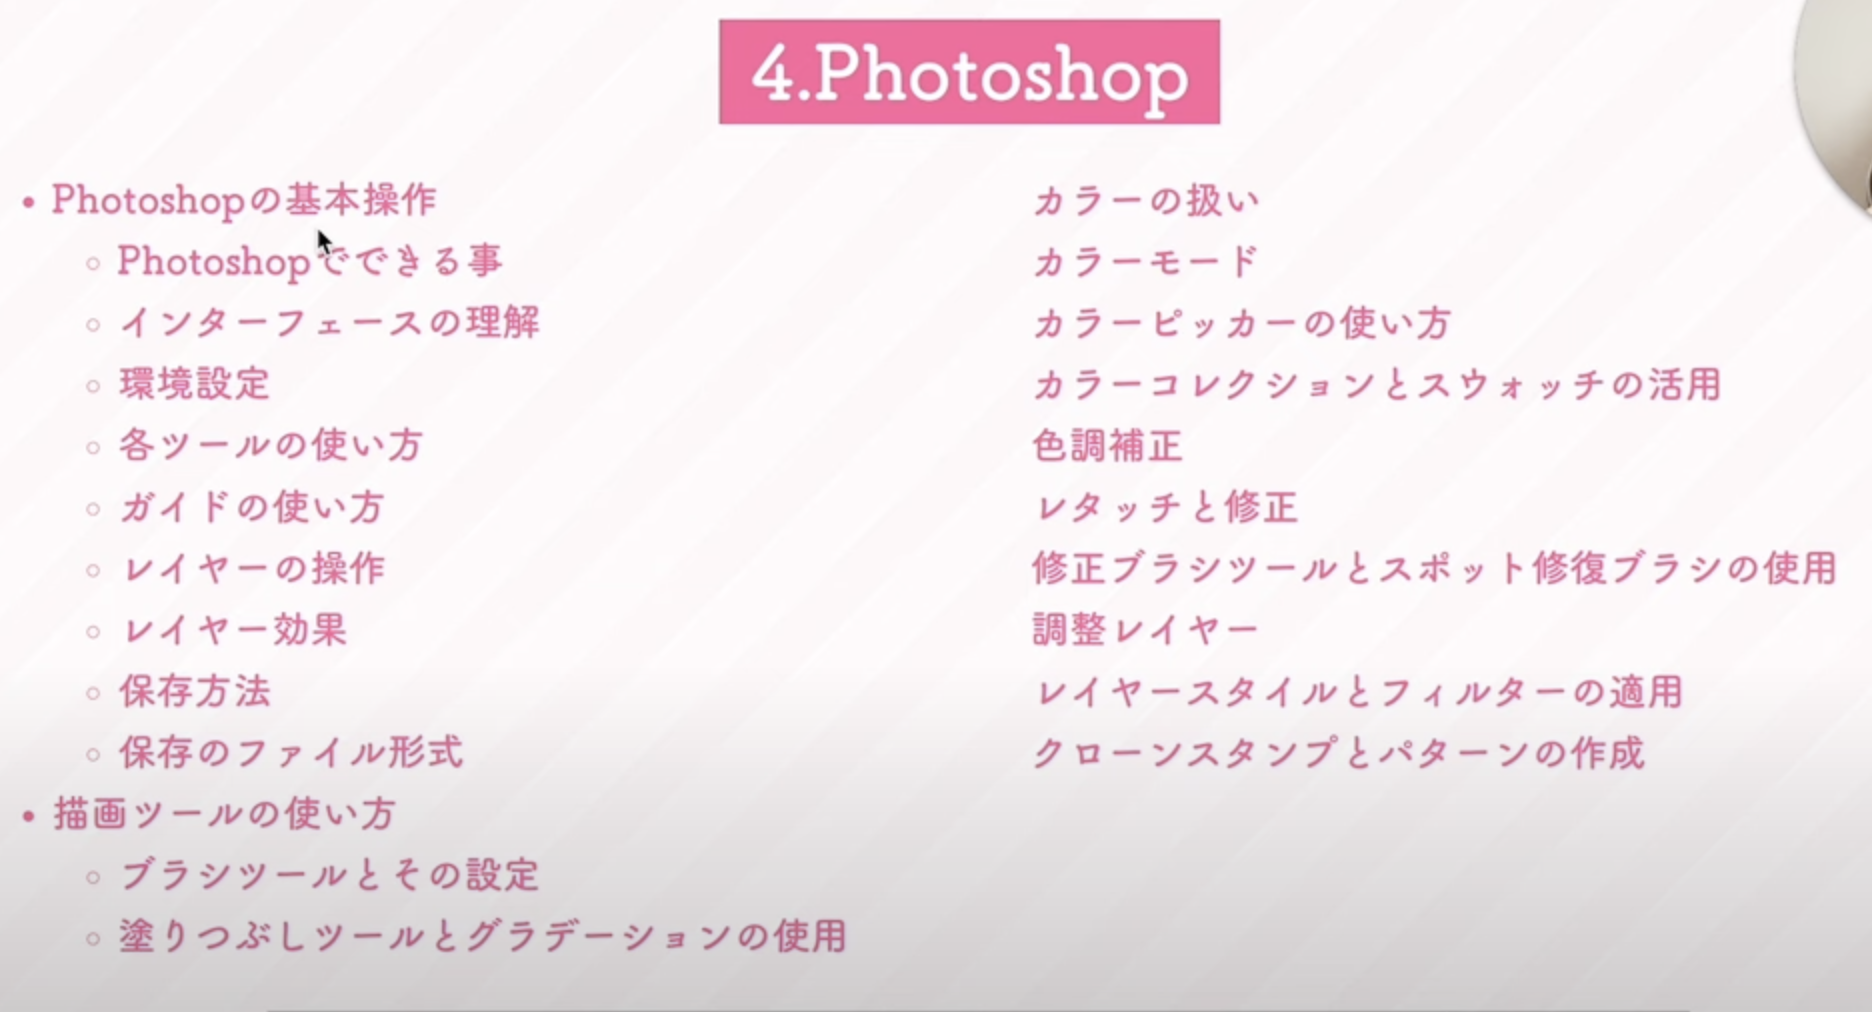 4.Photoshop
• Photoshopの基本操作
○ Photoshopでできる事
○ インターフェースの理解
○ 環境設定
○ 各ツールの使い方
○ ガイドの使い方
○ レイヤーの操作
○ レイヤー効果
○ 保存方法
○ 保存のファイル形式
• 描画ツールの使い方
○ ブラシツールとその設定
○ 塗りつぶしツールとグラデーションの使用
カラーの扱い
カラーモード
カラーピッカーの使い方
カラーコレクションとスウォッチの活用
色調補正
レタッチと修正
修正ブラシツールとスポット修復ブラシの使用
調整レイヤー
レイヤースタイルとフィルターの適用
クローンスタンプとパターンの作成